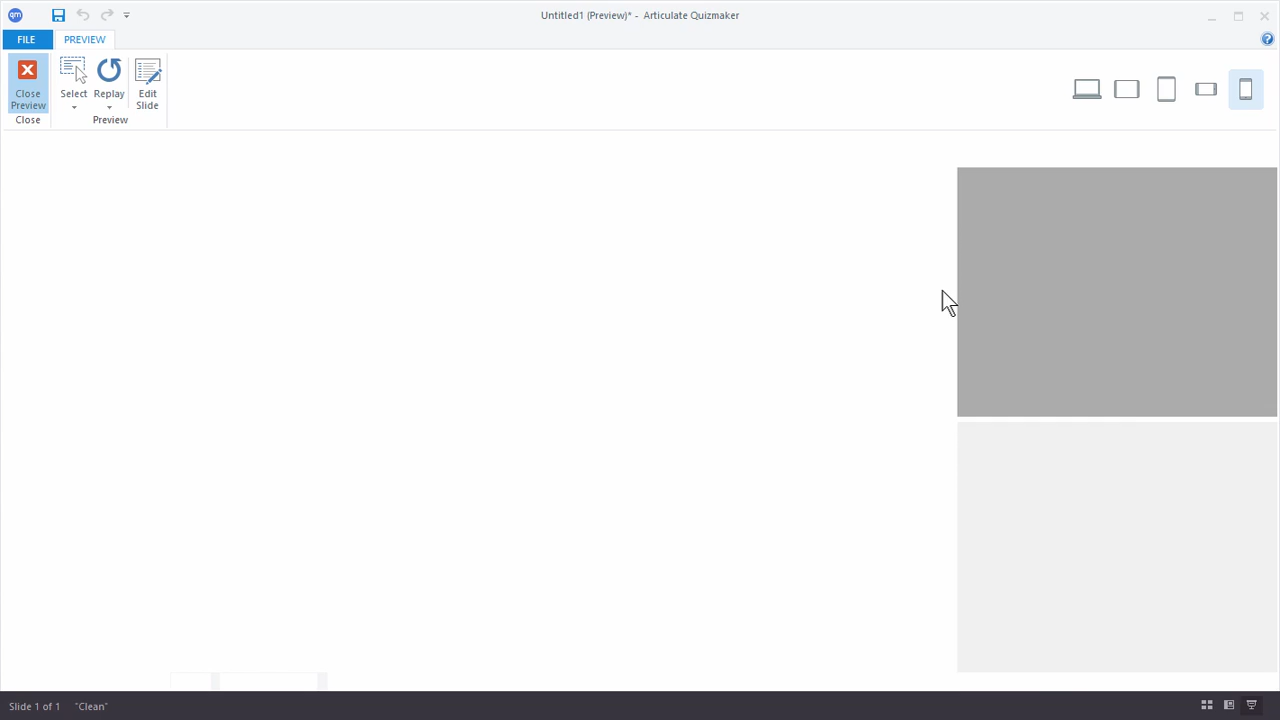 qm
Untitled1 (Preview)* - Articulate Quizmaker
FILE
PREVIEW
?
Close
Preview
Select
Replay
Edit
Slide
Close
Preview
Slide 1 of 1
"Clean"